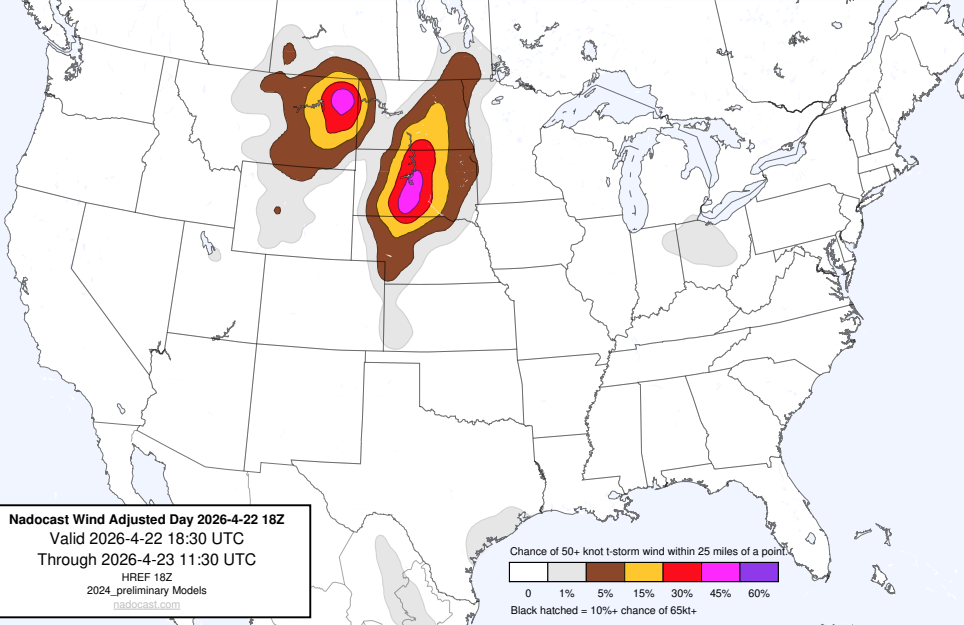 Nadocast Wind Adjusted Day 2026-4-22 18Z
Valid 2026-4-22 18:30 UTC
Through 2026-4-23 11:30 UTC
HREF 18Z
2024_preliminary Models
nadocast.com
Chance of 50+ knot t-storm wind within 25 miles of a point.
0 1% 5% 15% 30% 45% 60%
Black hatched = 10%+ chance of 65kt+